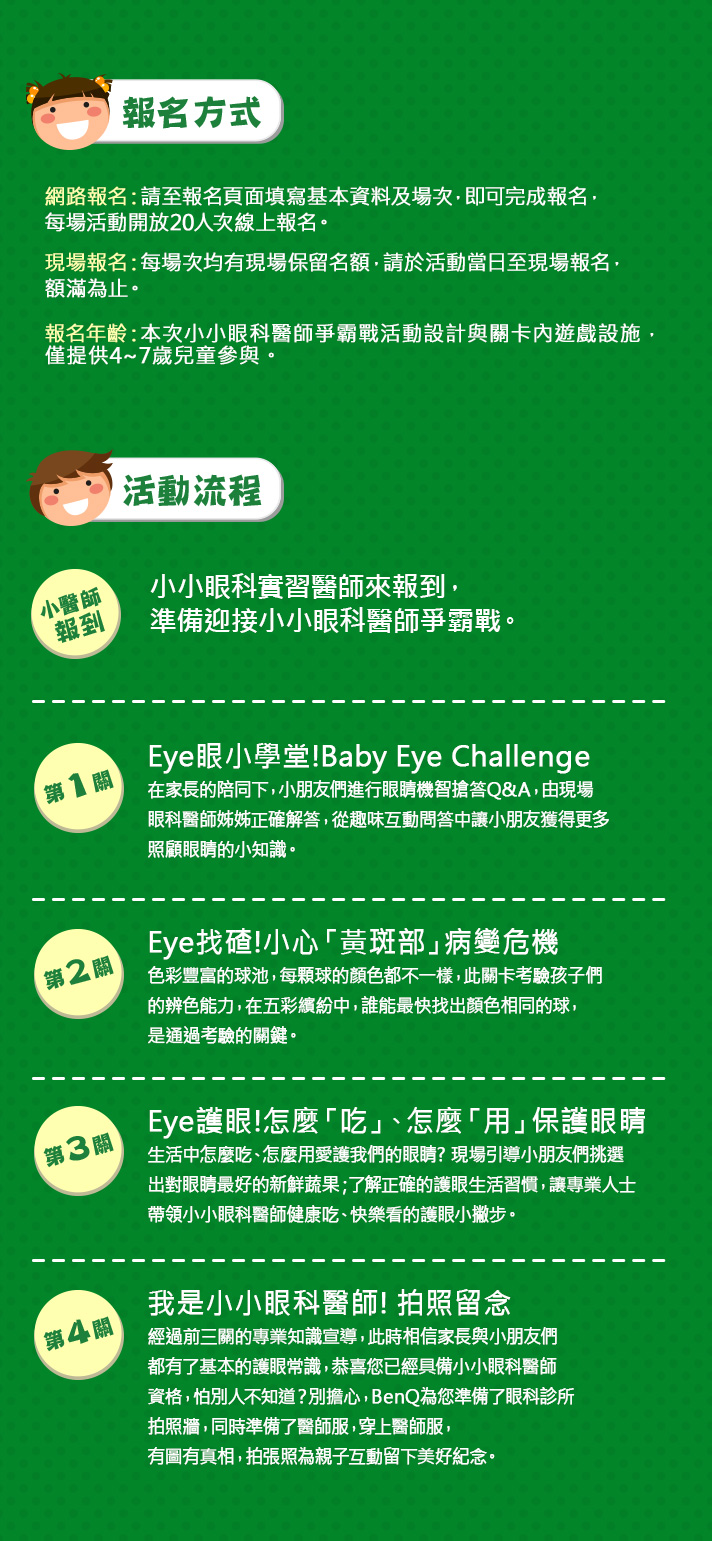 報名方式
網路報名:請至報名頁面填寫基本資料及場次,即可完成報名,
每場活動開放20人次線上報名。
現場報名:每場次均有現場保留名額,請於活動當日至現場報名,
額滿為止。
報名年齡:本次小小眼科醫師爭霸戰活動設計與關卡內遊戲設施,
僅提供4~7歲兒童參與。
活動流程
小醫師
報到
小小眼科實習醫師來報到,
準備迎接小小眼科醫師爭霸戰。
第1關
Eye眼小學堂!Baby Eye Challenge
在家長的陪同下,小朋友們進行眼睛機智搶答Q&A,由現場
眼科醫師姊姊正確解答,從趣味互動問答中讓小朋友獲得更多
照顧眼睛的小知識。
第2關
Eye找碴!小心「黃斑部」病變危機
色彩豐富的球池,每顆球的顏色都不一樣,此關卡考驗孩子們
的辨色能力,在五彩繽紛中,誰能最快找出顏色相同的球,
是通過考驗的關鍵。
第3關
Eye護眼!怎麼「吃」、怎麼「用」保護眼睛
生活中怎麼吃、怎麼用愛護我們的眼睛? 現場引導小朋友們挑選
出對眼睛最好的新鮮蔬果;了解正確的護眼生活習慣,讓專業人士
帶領小小眼科醫師健康吃、快樂看的護眼小撇步。
第4關
我是小小眼科醫師! 拍照留念
經過前三關的專業知識宣導,此時相信家長與小朋友們
都有了基本的護眼常識,恭喜您已經具備小小眼科醫師
資格,怕別人不知道?別擔心,BenQ為您準備了眼科診所
拍照牆,同時準備了醫師服,穿上醫師服,
有圖有真相,拍張照為親子互動留下美好紀念。